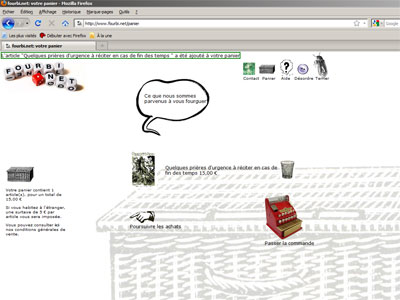 fourbi.net: votre panier - Mozilla Firefox
Fichier Édition Affichage Historique Marque-pages Outils ?
http://www.fourbi.net/panier
Les plus visités Débuter avec Firefox À la une
fourbi.net: votre panier
L'article "Quelques prières d'urgence à réciter en cas de fin des temps " a été ajouté à votre panier
FOURBI
NET
Contact Panier Aide Désordre Terrier
Ce que nous sommes
parvenus à vous fourguer
Quelques prières d'urgence à réciter en cas de
fin des temps 15,00 €
Votre panier contient 1
article(s), pour un total de
15,00 €
Si vous habitez à l'étranger,
une surtaxe de 5 € par
article vous sera imposée.
Vous pouvez consulter ici
nos conditions générales de
vente.
Poursuivre les achats
Passer la commande